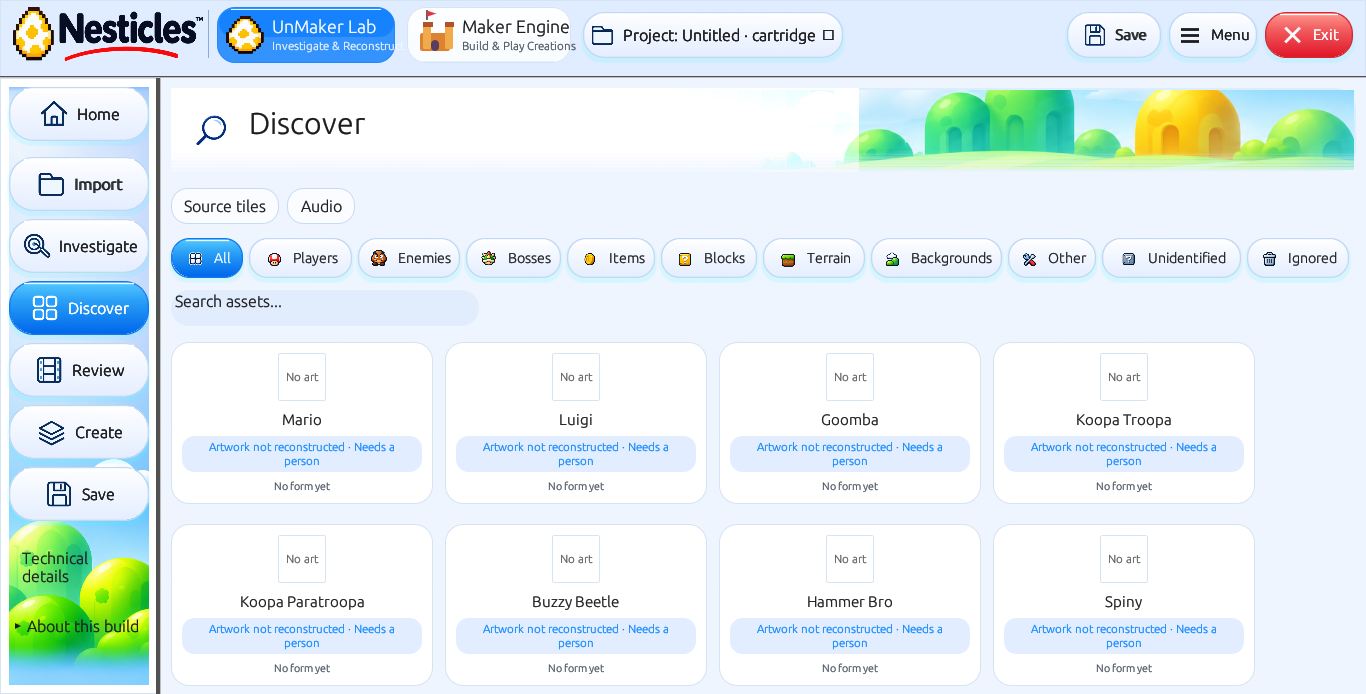 Nesticles™
UnMaker Lab
Investigate & Reconstruc
Maker Engine
Build & Play Creations
Project: Untitled · cartridge
Save
Menu
Exit
Home
Import
Investigate
Discover
Review
Create
Save
Technical
details
About this build
Discover
Source tiles
Audio
All
Players
Enemies
Bosses
Items
Blocks
Terrain
Backgrounds
Other
Unidentified
Ignored
Search assets...
No art
Mario
Artwork not reconstructed · Needs a
person
No form yet
No art
Luigi
Artwork not reconstructed · Needs a
person
No form yet
No art
Goomba
Artwork not reconstructed · Needs a
person
No form yet
No art
Koopa Troopa
Artwork not reconstructed · Needs a
person
No form yet
No art
Koopa Paratroopa
Artwork not reconstructed · Needs a
person
No form yet
No art
Buzzy Beetle
Artwork not reconstructed · Needs a
person
No form yet
No art
Hammer Bro
Artwork not reconstructed · Needs a
person
No form yet
No art
Spiny
Artwork not reconstructed · Needs a
person
No form yet